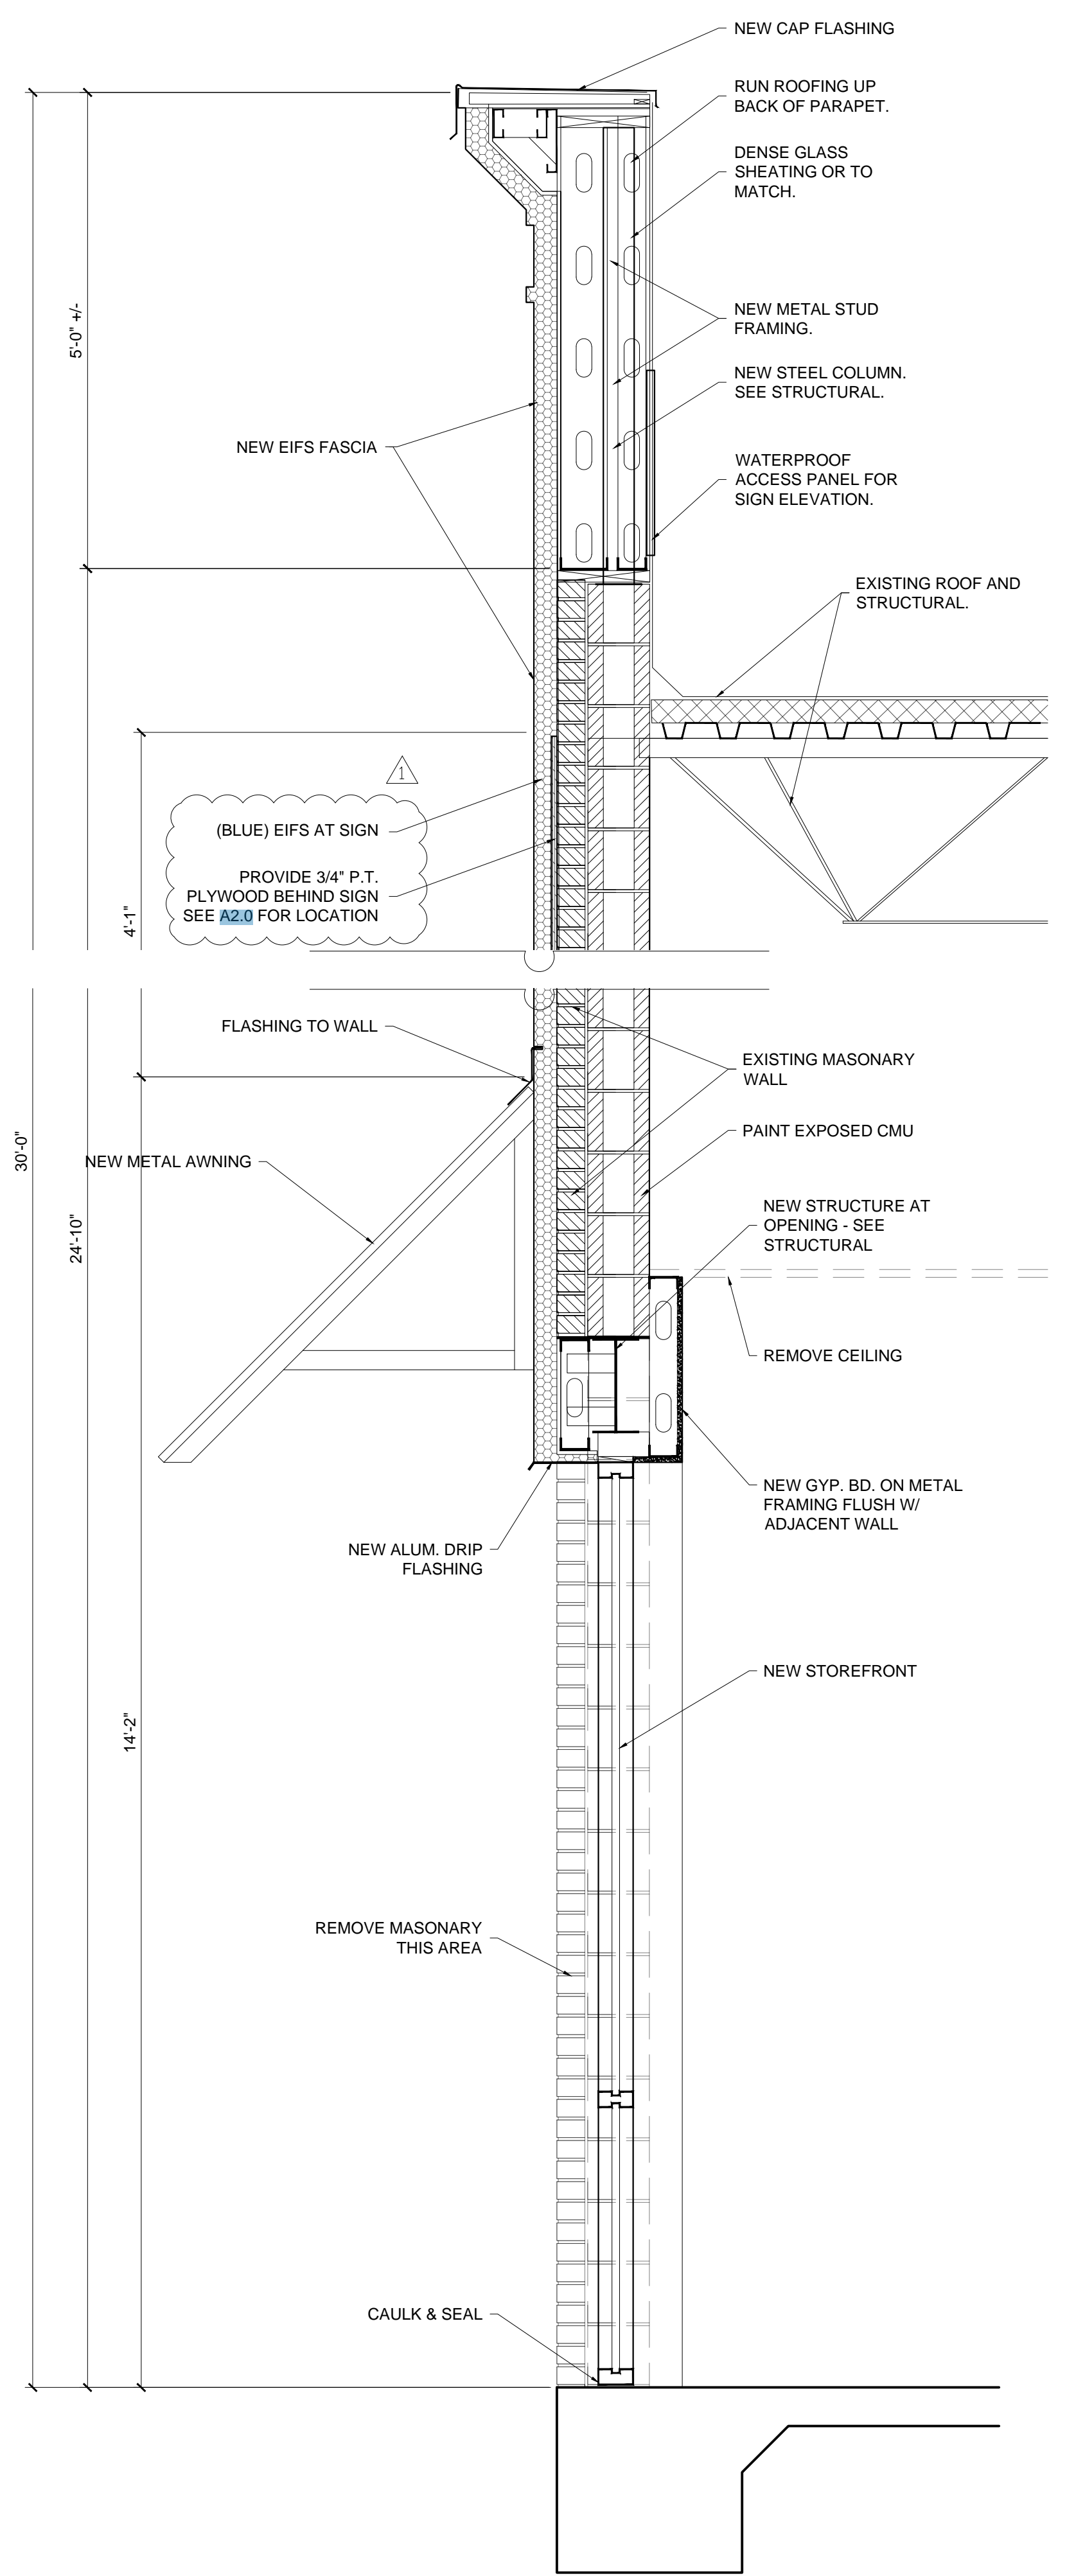 NEW CAP FLASHING
RUN ROOFING UP
BACK OF PARAPET.
DENSE GLASS
SHEATING OR TO
MATCH.
5'-0" +/-
NEW METAL STUD
FRAMING.
NEW STEEL COLUMN.
SEE STRUCTURAL.
NEW EIFS FASCIA
WATERPROOF
ACCESS PANEL FOR
SIGN ELEVATION.
EXISTING ROOF AND
STRUCTURAL.
1
(BLUE) EIFS AT SIGN
PROVIDE 3/4" P.T.
PLYWOOD BEHIND SIGN
SEE A2.0 FOR LOCATION
4'-1"
FLASHING TO WALL
EXISTING MASONARY
WALL
PAINT EXPOSED CMU
30'-0"
NEW METAL AWNING
24'-10"
NEW STRUCTURE AT
OPENING - SEE
STRUCTURAL
REMOVE CEILING
NEW GYP. BD. ON METAL
FRAMING FLUSH W/
ADJACENT WALL
NEW ALUM. DRIP
FLASHING
NEW STOREFRONT
14'-2"
REMOVE MASONARY
THIS AREA
CAULK & SEAL